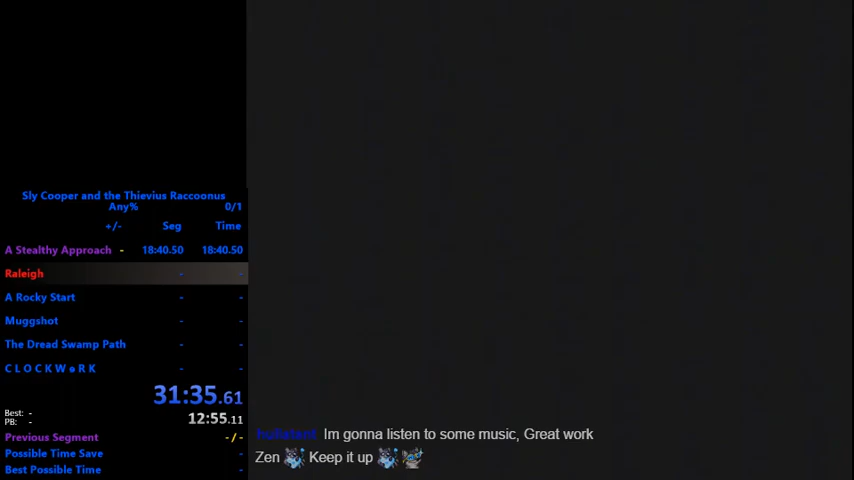 Sly Cooper and the Thievius Raccoonus
Any% 0/1
+/- Seg Time
A Stealthy Approach - 18:40.50 18:40.50
Raleigh - -
A Rocky Start - -
Muggshot - -
The Dread Swamp Path - -
C L O C K W e R K - -
31:35.61
Best: -
PB: -
12:55.11
Previous Segment -/-
Possible Time Save -
Best Possible Time -
Im gonna listen to some music, Great work
Zen Keep it up